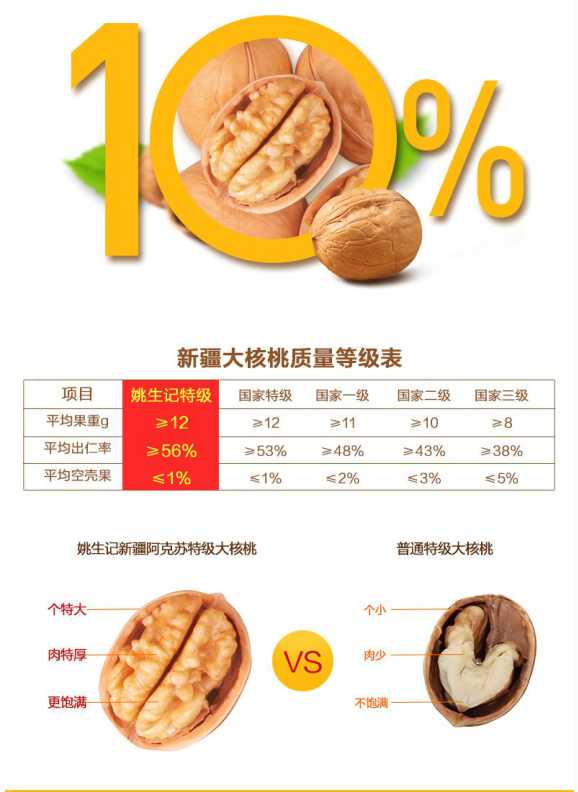 10%
新疆大核桃质量等级表
项目 姚生记特级 国家特级 国家一级 国家二级 国家三级
平均果重g ≥12 ≥12 ≥11 ≥10 ≥8
平均出仁率 ≥56% ≥53% ≥48% ≥43% ≥38%
平均空壳果 ≤1% ≤1% ≤2% ≤3% ≤5%
姚生记新疆阿克苏特级大核桃 普通特级大核桃
个特大 个小
肉特厚 VS 肉少
更饱满 不饱满